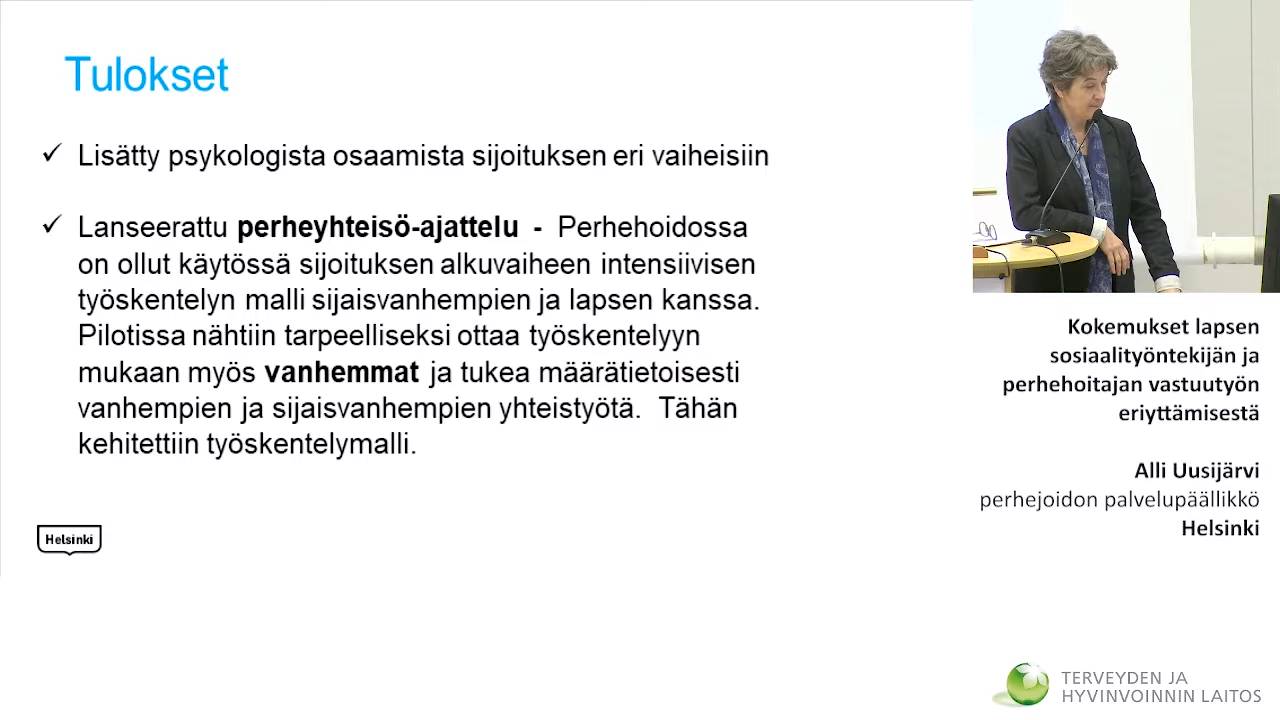 Tulokset
✓ Lisätty psykologista osaamista sijoituksen eri vaiheisiin
✓ Lanseerattu perheyhteisö-ajattelu - Perhehoidossa
on ollut käytössä sijoituksen alkuvaiheen intensiivisen
työskentelyn malli sijaisvanhempien ja lapsen kanssa.
Pilotissa nähtiin tarpeelliseksi ottaa työskentelyyn
mukaan myös vanhemmat ja tukea määrätietoisesti
vanhempien ja sijaisvanhempien yhteistyötä. Tähän
kehitettiin työskentelymalli.
Helsinki
Kokemukset lapsen
sosiaalityöntekijän ja
perhehoitajan vastuutyön
eriyttämisestä
Alli Uusijärvi
perhejoidon palvelupäällikkö
Helsinki
TERVEYDEN JA
HYVINVOINNIN LAITOS